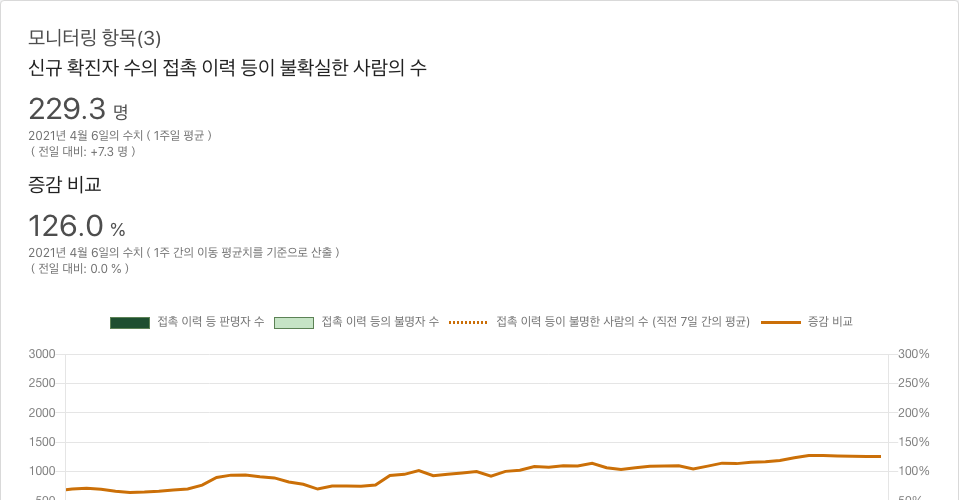 모니터링 항목(3)
신규 확진자 수의 접촉 이력 등이 불확실한 사람의 수
229.3 명
2021년 4월 6일의 수치 ( 1주일 평균 )
( 전일 대비: +7.3 명 )
증감 비교
126.0 %
2021년 4월 6일의 수치 ( 1주 간의 이동 평균치를 기준으로 산출 )
( 전일 대비: 0.0 % )
접촉 이력 등 판명자 수 접촉 이력 등의 불명자 수 접촉 이력 등이 불명한 사람의 수 (직전 7일 간의 평균) 증감 비교
3000 300%
2500 250%
2000 200%
1500 150%
1000 100%
500 50%